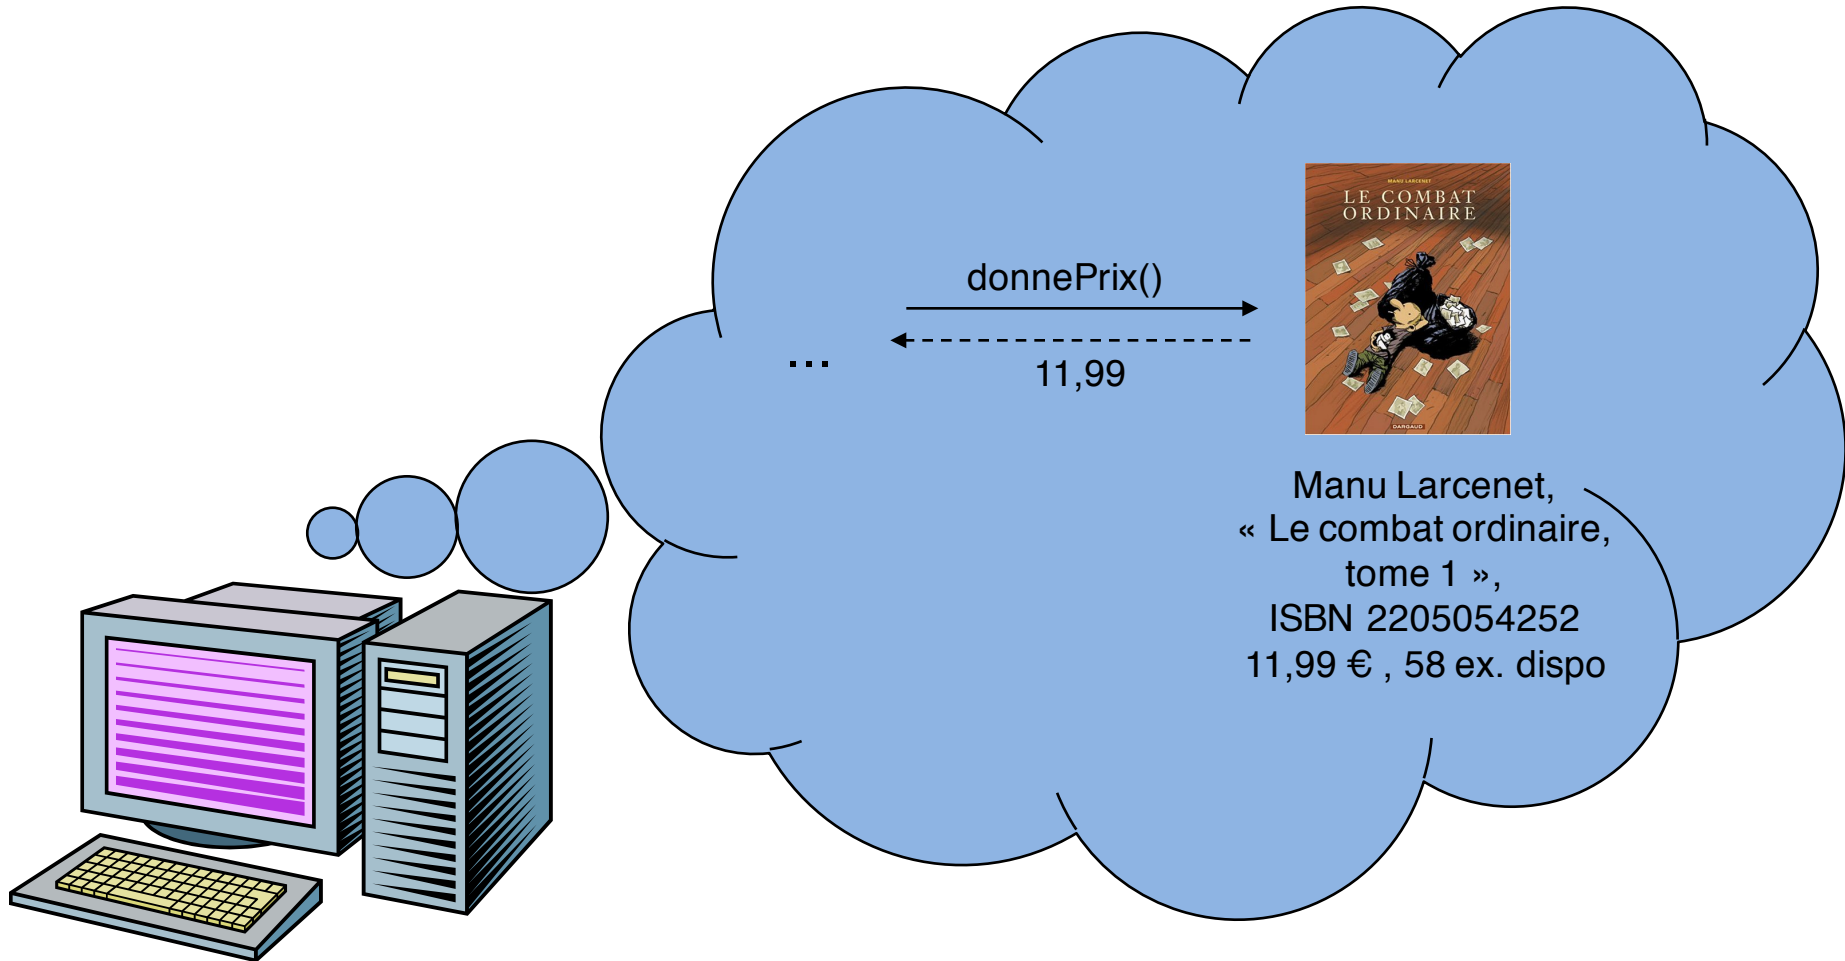 donnePrix()
...
11,99
MANU LARCENET
LE COMBAT
ORDINAIRE
DARGAUD
Manu Larcenet,
« Le combat ordinaire,
tome 1 »,
ISBN 2205054252
11,99 € , 58 ex. dispo